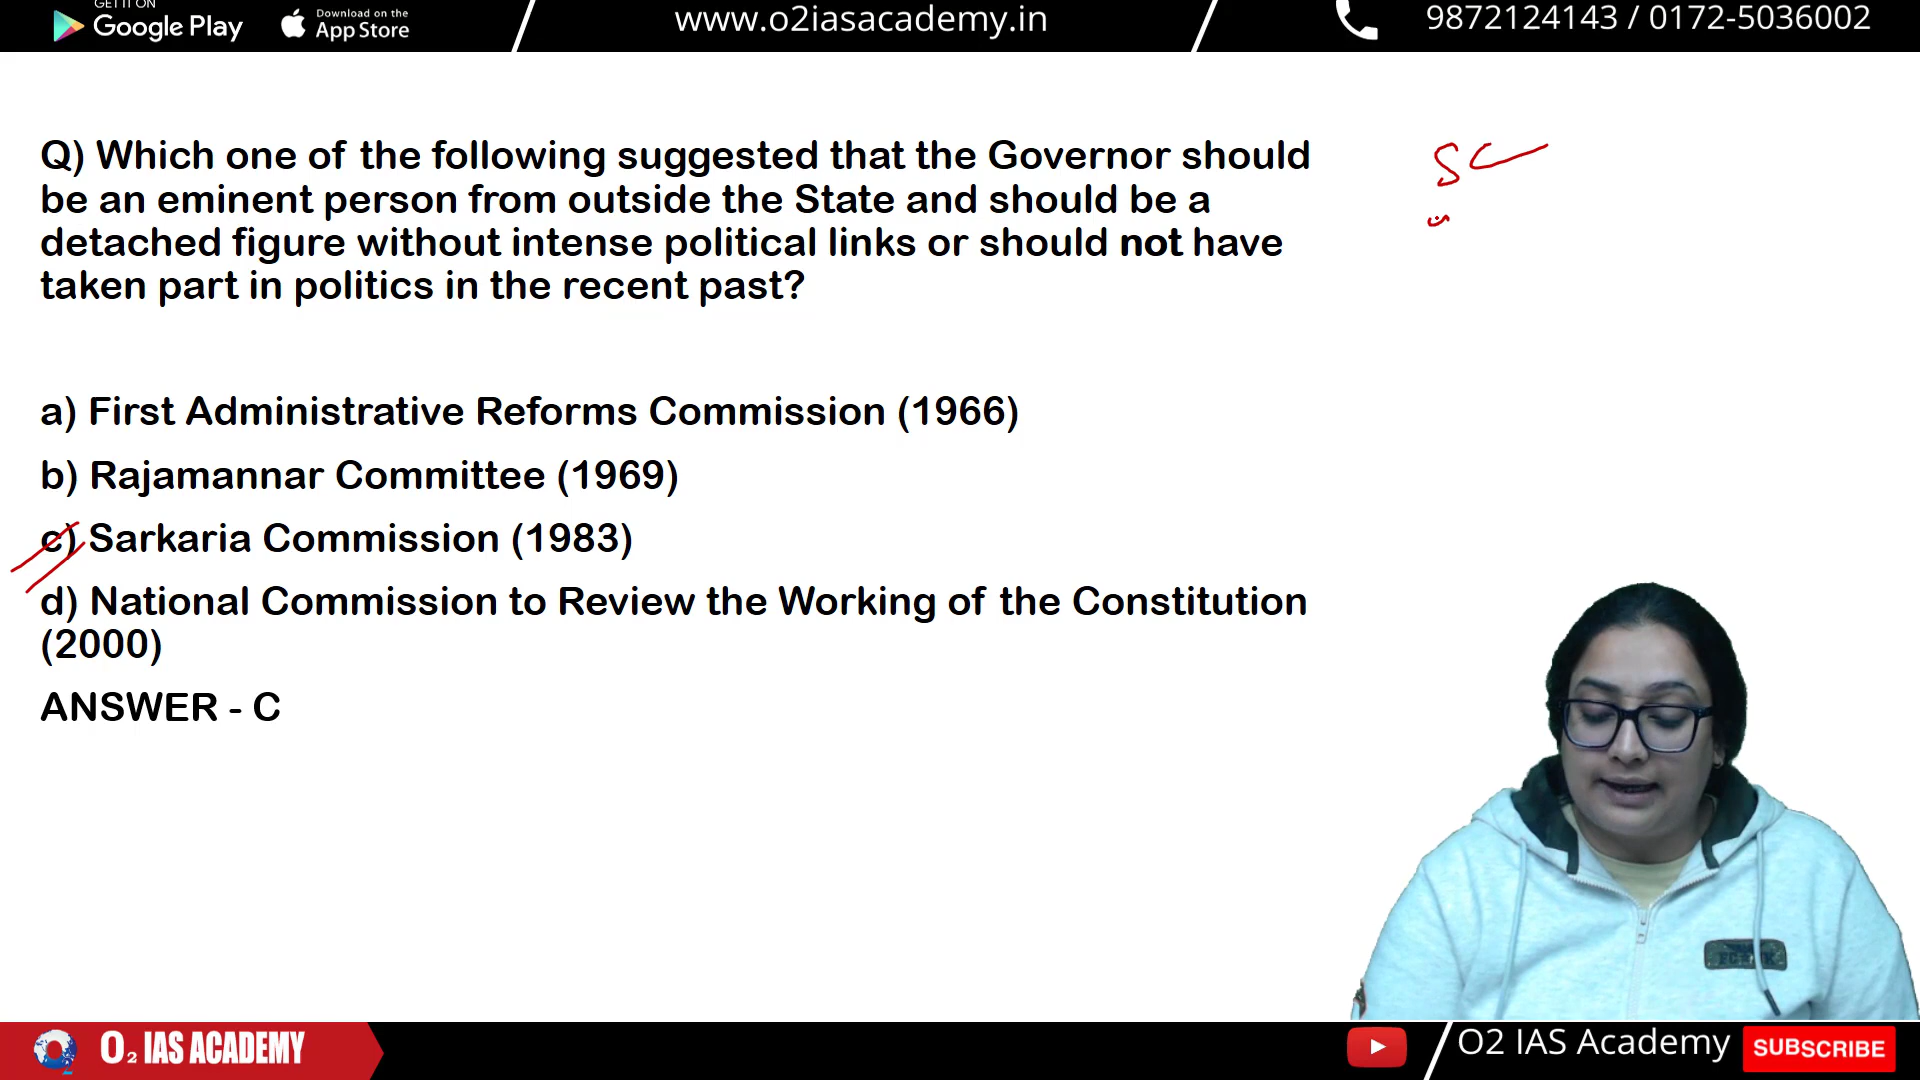 GET IT ON
Google Play
Download on the
App Store
www.o2iasacademy.in
9872124143 / 0172-5036002
Q) Which one of the following suggested that the Governor should
be an eminent person from outside the State and should be a
detached figure without intense political links or should not have
taken part in politics in the recent past?
SC
a) First Administrative Reforms Commission (1966)
b) Rajamannar Committee (1969)
c) Sarkaria Commission (1983)
d) National Commission to Review the Working of the Constitution
(2000)
ANSWER - C
O2 IAS ACADEMY
O2 IAS Academy
SUBSCRIBE